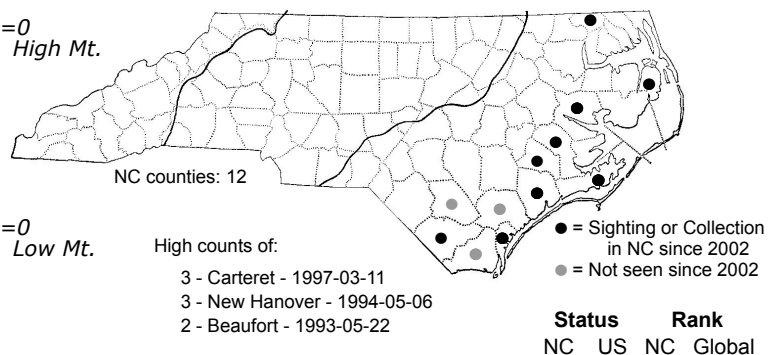 =0
High Mt.
NC counties: 12
=0
Low Mt.
High counts of:
3 - Carteret - 1997-03-11
3 - New Hanover - 1994-05-06
2 - Beaufort - 1993-05-22
● = Sighting or Collection
in NC since 2002
● = Not seen since 2002
Status Rank
NC US NC Global